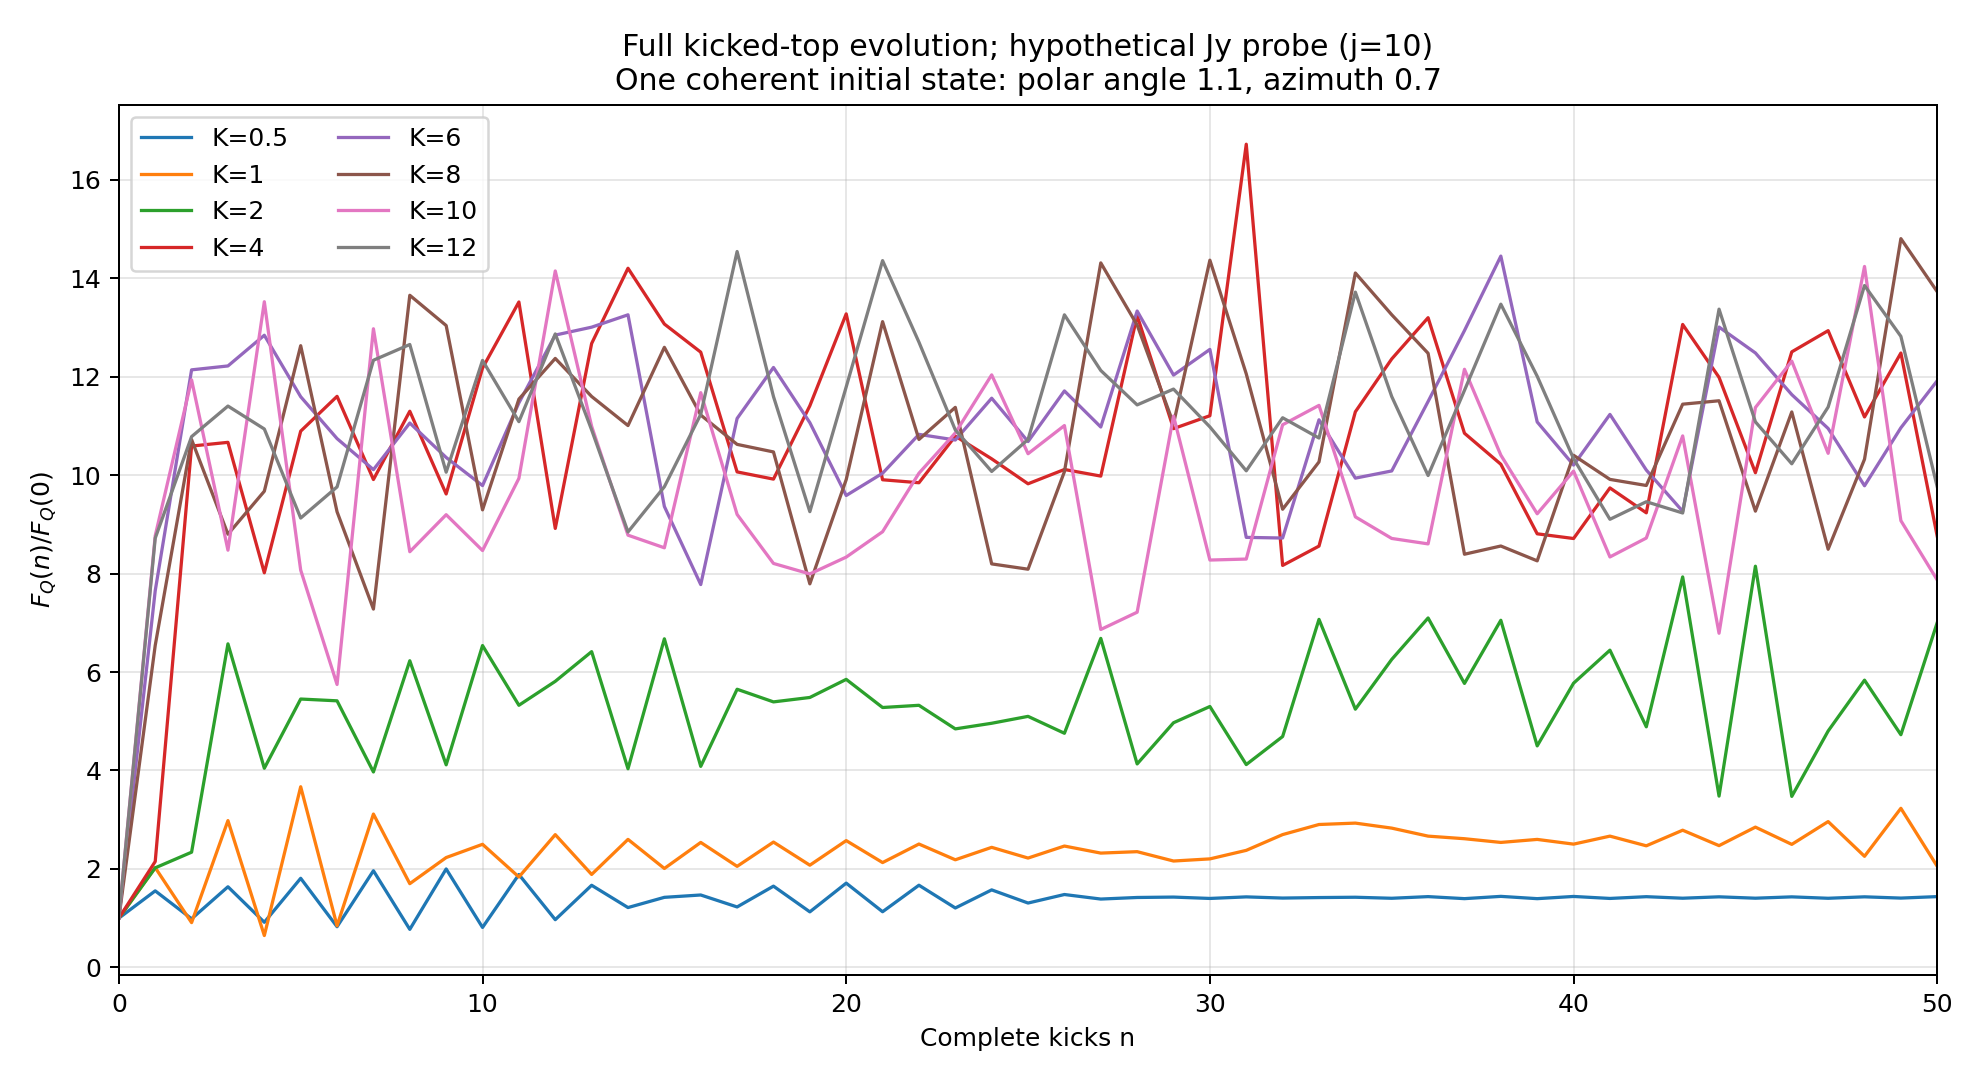 Full kicked-top evolution; hypothetical Jy probe (j=10)
One coherent initial state: polar angle 1.1, azimuth 0.7
K=0.5
K=1
K=2
K=4
K=6
K=8
K=10
K=12
F_Q(n)/F_Q(0)
16
14
12
10
8
6
4
2
0
0 10 20 30 40 50
Complete kicks n